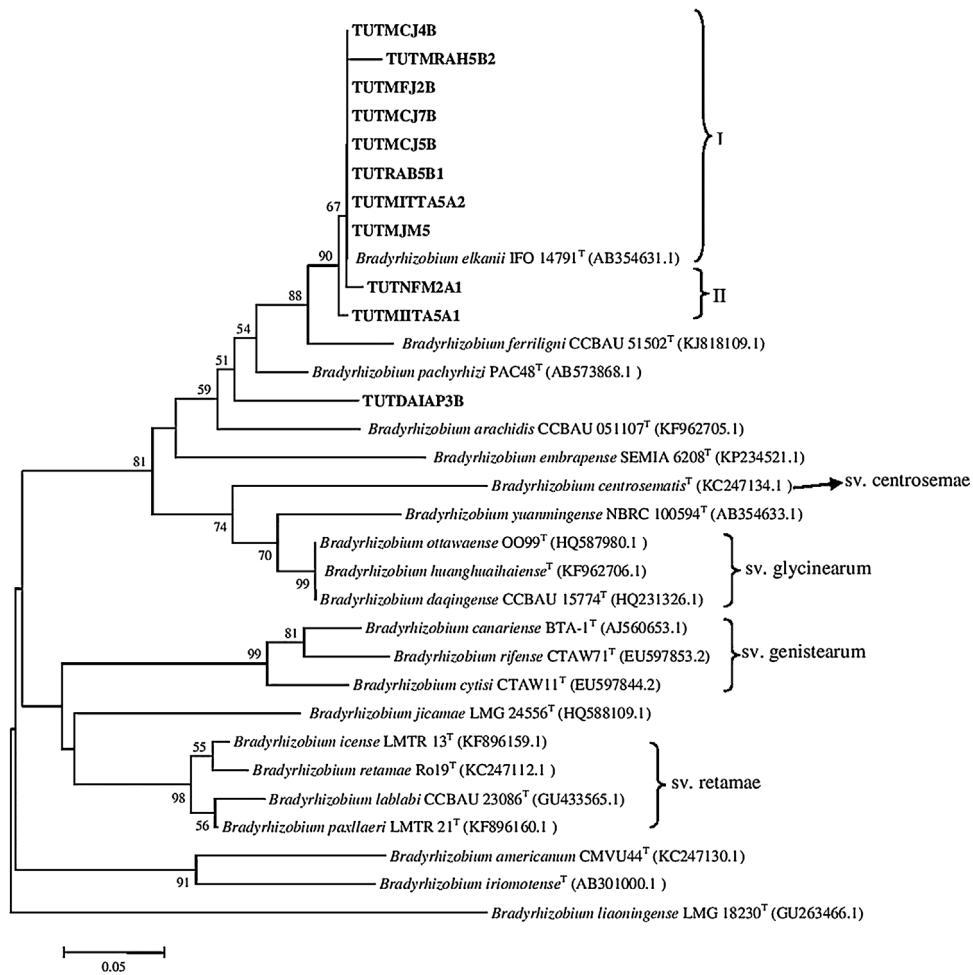 TUTMCJ4B
TUTMRAH5B2
TUTMFJ2B
TUTMCJ7B
I
TUTMCJ5B
TUTRAB5B1
TUTMITTA5A2
67
TUTMJM5
Bradyrhizobium elkanii IFO 14791T (AB354631.1)
90
TUTNFM2A1
II
88
TUTMIITA5A1
54
Bradyrhizobium ferriligni CCBAU 51502T (KJ818109.1)
51
Bradyrhizobium pachyrhizi PAC48T (AB573868.1 )
59
TUTDAIAP3B
Bradyrhizobium arachidis CCBAU 051107T (KF962705.1)
81
Bradyrhizobium embrapense SEMIA 6208T (KP234521.1)
Bradyrhizobium centrosematisT (KC247134.1 )
sv. centrosemae
74
Bradyrhizobium yuanmingense NBRC 100594T (AB354633.1)
70
Bradyrhizobium ottawaense OO99T (HQ587980.1 )
Bradyrhizobium huanghuaihaienseT (KF962706.1)
sv. glycinearum
99
Bradyrhizobium daqingense CCBAU 15774T (HQ231326.1)
81
Bradyrhizobium canariense BTA-1T (AJ560653.1)
99
Bradyrhizobium rifense CTAW71T (EU597853.2)
sv. genistearum
Bradyrhizobium cytisi CTAW11T (EU597844.2)
Bradyrhizobium jicamae LMG 24556T (HQ588109.1)
55
Bradyrhizobium icense LMTR 13T (KF896159.1)
Bradyrhizobium retamae Ro19T (KC247112.1 )
sv. retamae
98
Bradyrhizobium lablabi CCBAU 23086T (GU433565.1)
56
Bradyrhizobium paxllaeri LMTR 21T (KF896160.1 )
Bradyrhizobium americanum CMVU44T (KC247130.1)
91
Bradyrhizobium iriomotenseT (AB301000.1 )
Bradyrhizobium liaoningense LMG 18230T (GU263466.1)
0.05